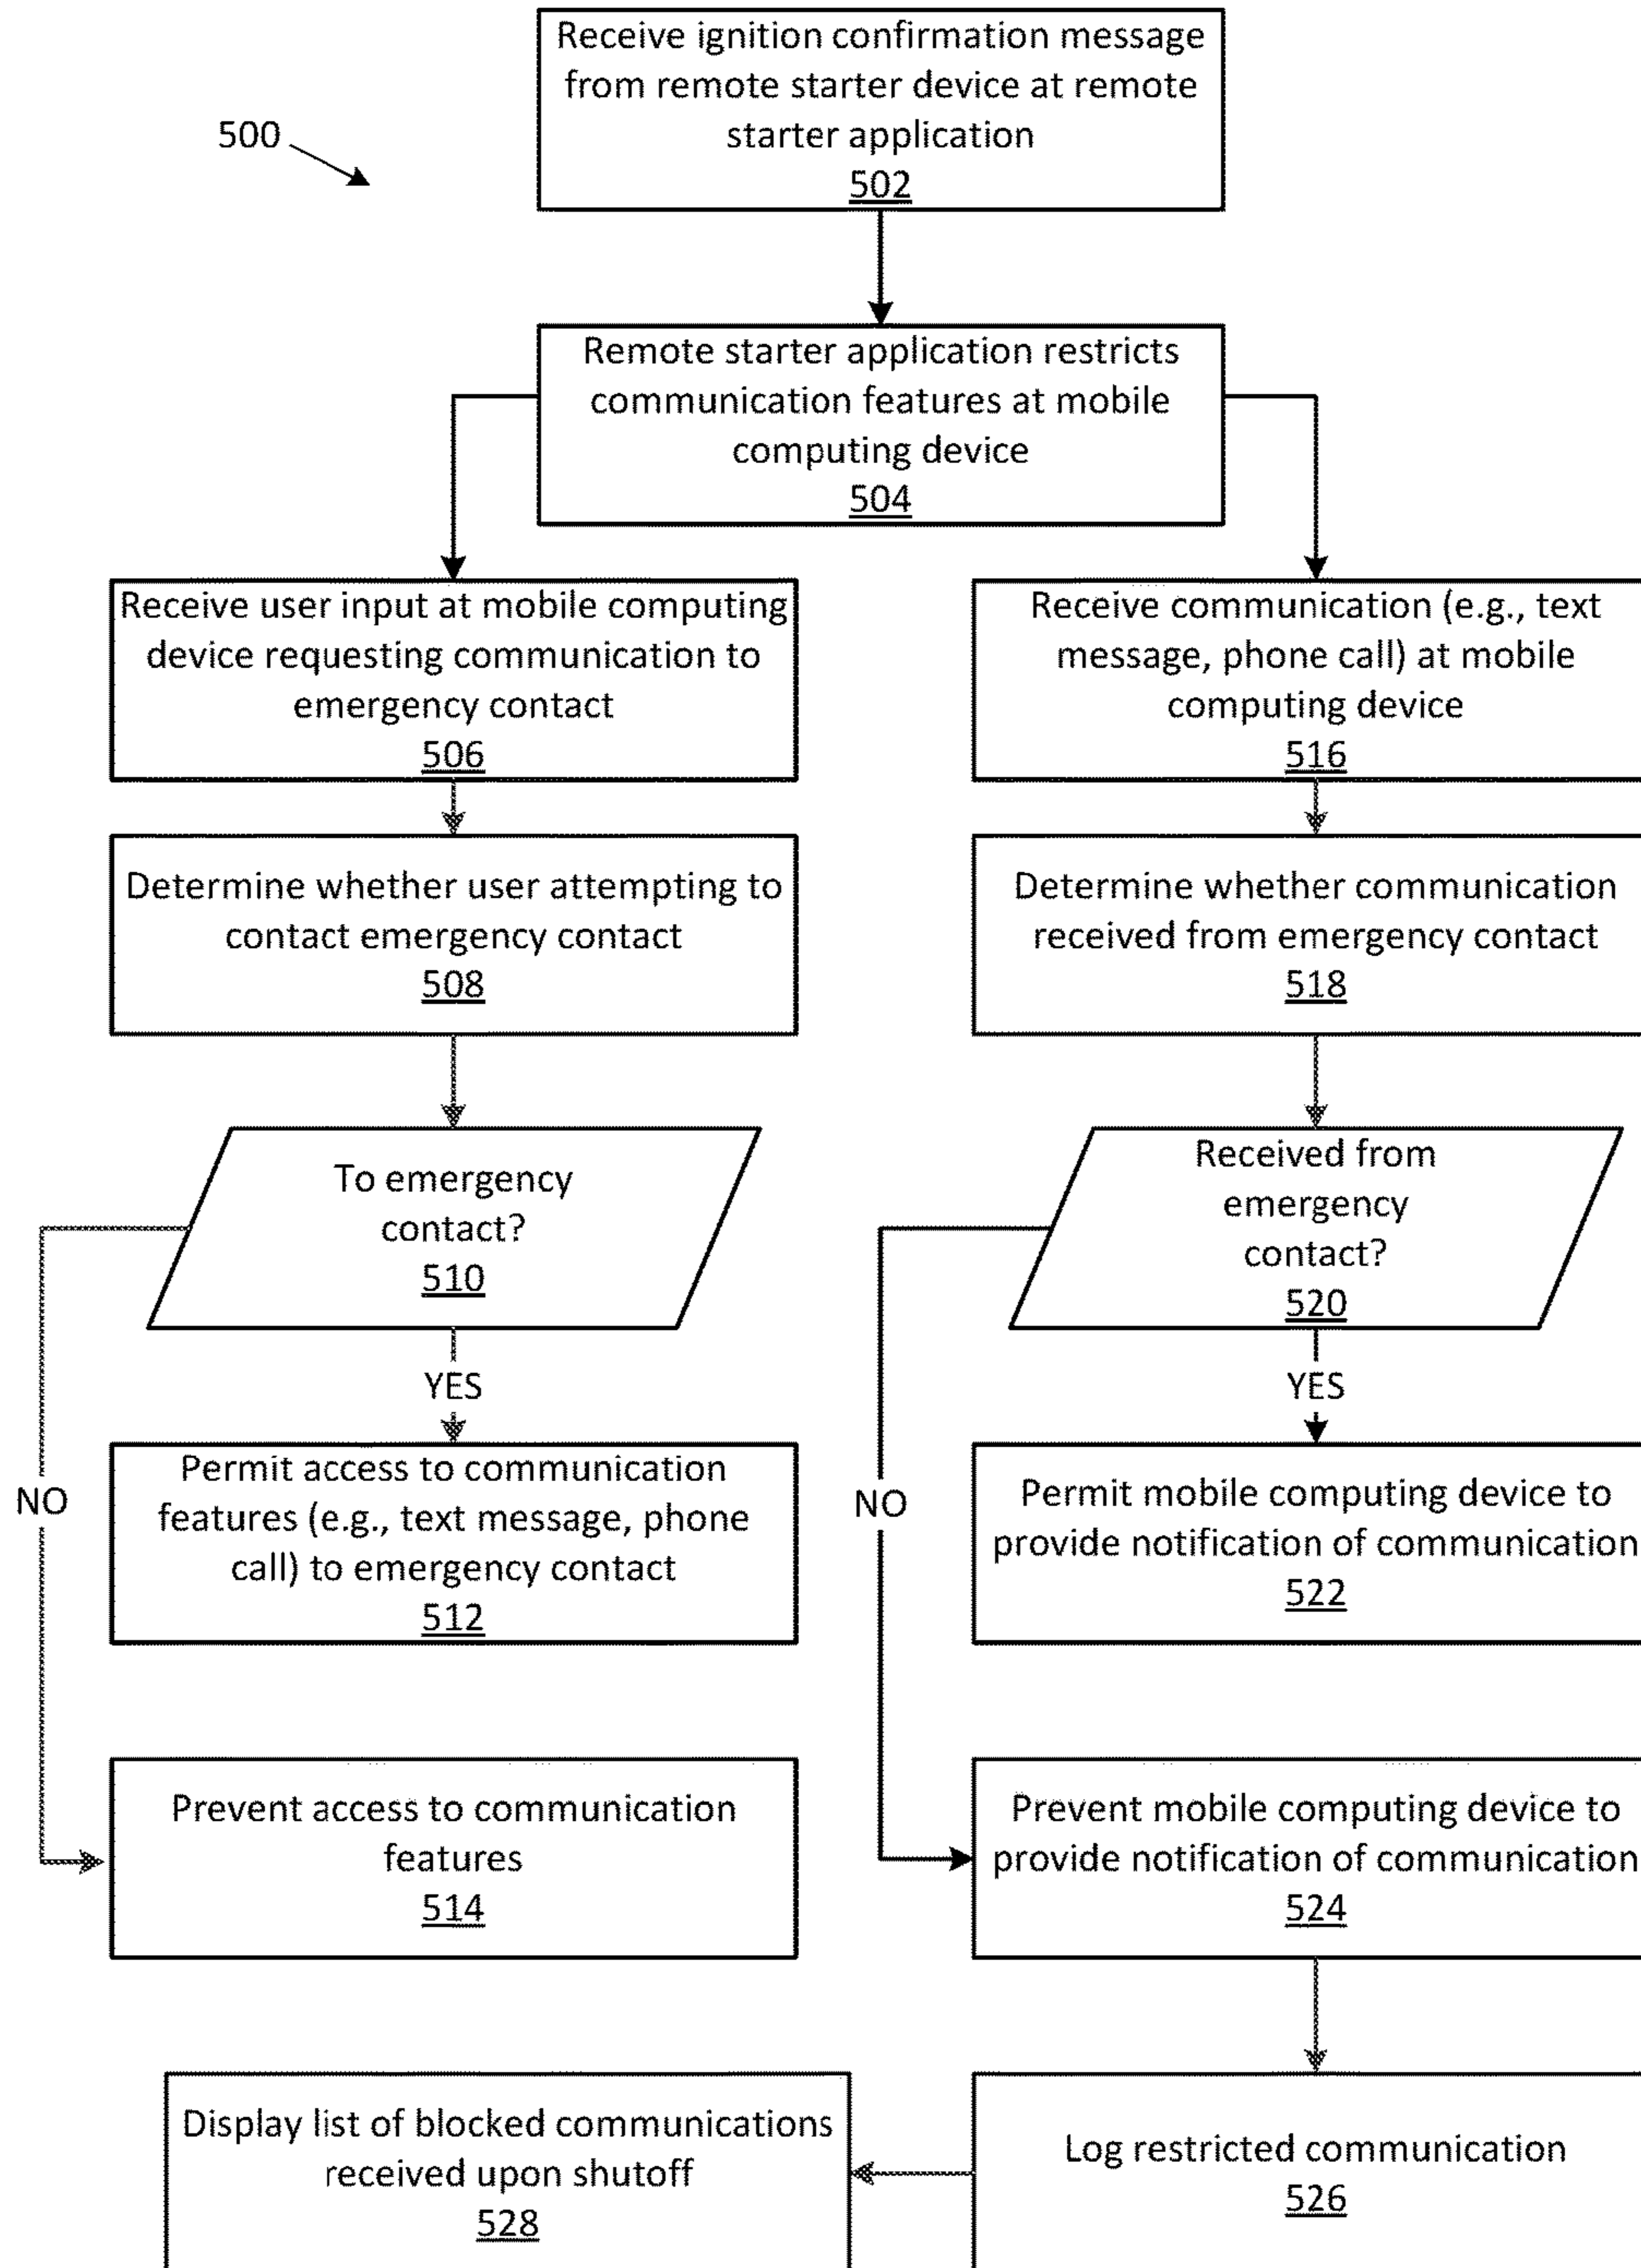 Receive ignition confirmation message
from remote starter device at remote
starter application
502
500
Remote starter application restricts
communication features at mobile
computing device
504
Receive user input at mobile computing
device requesting communication to
emergency contact
506
Receive communication (e.g., text
message, phone call) at mobile
computing device
516
Determine whether user attempting to
contact emergency contact
508
Determine whether communication
received from emergency contact
518
To emergency
contact?
510
Received from
emergency
contact?
520
YES
YES
NO
NO
Permit access to communication
features (e.g., text message, phone
call) to emergency contact
512
Permit mobile computing device to
provide notification of communication
522
Prevent access to communication
features
514
Prevent mobile computing device to
provide notification of communication
524
Display list of blocked communications
received upon shutoff
528
Log restricted communication
526